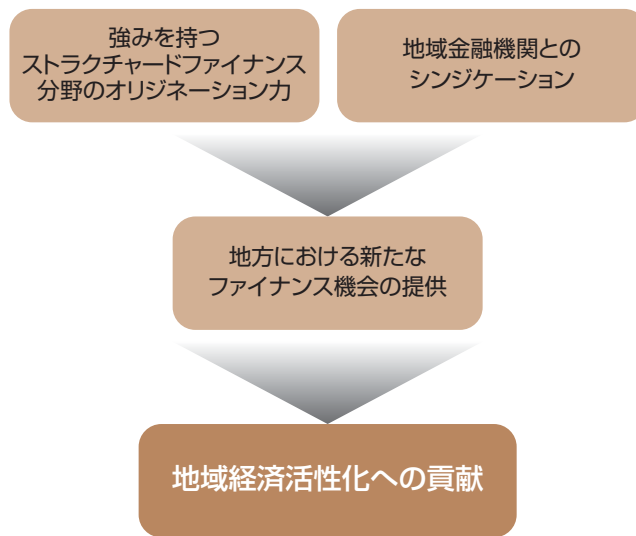 強みを持つ
ストラクチャードファイナンス
分野のオリジネーション力
地域金融機関との
シンジケーション
地方における新たな
ファイナンス機会の提供
地域経済活性化への貢献